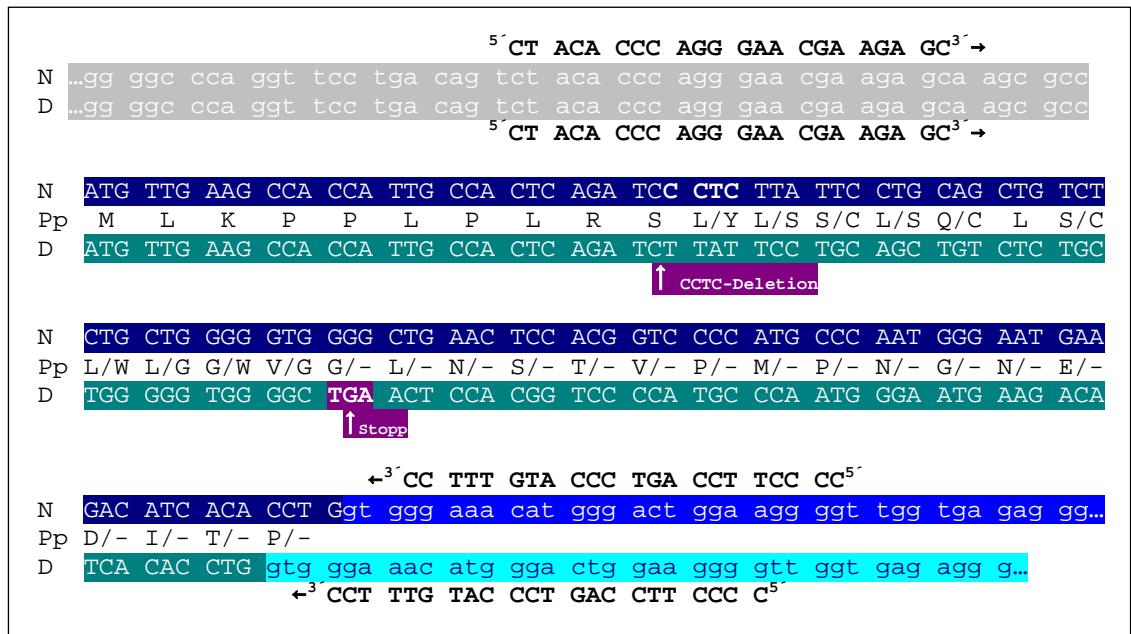 5´CT ACA CCC AGG GAA CGA AGA GC3´→
N …gg ggc cca ggt tcc tga cag tct aca ccc agg gaa cga aga gca agc gcc
D …gg ggc cca ggt tcc tga cag tct aca ccc agg gaa cga aga gca agc gcc
5´CT ACA CCC AGG GAA CGA AGA GC3´→
N ATG TTG AAG CCA CCA TTG CCA CTC AGA TCC CTC TTA TTC CTG CAG CTG TCT
Pp M L K P P L P L R S L/Y L/S S/C L/S Q/C L S/C
D ATG TTG AAG CCA CCA TTG CCA CTC AGA TCT TAT TCC TGC AGC TGT CTC TGC
↑ CCTC-Deletion
N CTG CTG GGG GTG GGG CTG AAC TCC ACG GTC CCC ATG CCC AAT GGG AAT GAA
Pp L/W L/G G/W V/G G/- L/- N/- S/- T/- V/- P/- M/- P/- N/- G/- N/- E/-
D TGG GGG TGG GGC TGA ACT CCA CGG TCC CCA TGC CCA ATG GGA ATG AAG ACA
↑Stopp
←3´CC TTT GTA CCC TGA CCT TCC CC5´
N GAC ATC ACA CCT Ggt ggg aaa cat ggg act gga agg ggt tgg tga gag gg…
Pp D/- I/- T/- P/-
D TCA CAC CTG gtg gga aac atg gga ctg gaa ggg gtt ggt gag agg g…
←3´CCT TTG TAC CCT GAC CTT CCC C5´